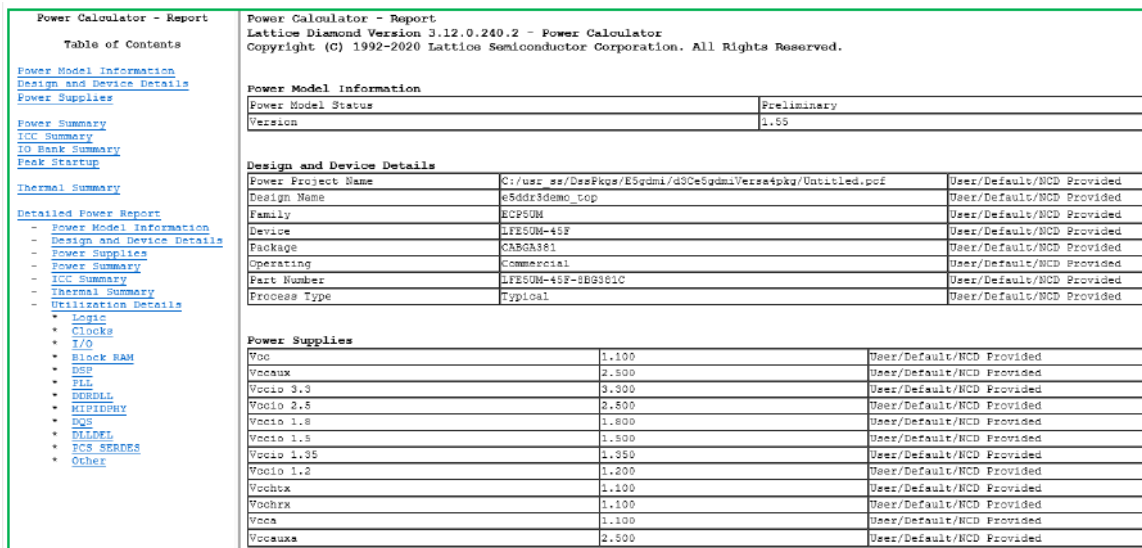 Power Calculator - Report
Table of Contents
Power Model Information
Design and Device Details
Power Supplies
Power Summary
ICC Summary
IO Bank Summary
Peak Startup
Thermal Summary
Detailed Power Report
- Power Model Information
- Design and Device Details
- Power Supplies
- Power Summary
- ICC Summary
- Thermal Summary
- Utilization Details
* Logic
* Clocks
* I/O
* Block RAM
* DSP
* PLL
* DDRDLL
* MIPIDPHY
* DQS
* DLLDEL
* PCS SERDES
* Other
Power Calculator - Report
Lattice Diamond Version 3.12.0.240.2 - Power Calculator
Copyright (C) 1992-2020 Lattice Semiconductor Corporation. All Rights Reserved.
Power Model Information
Power Model Status Preliminary
Version 1.55
Design and Device Details
Power Project Name C:/usr_ss/DssPkgs/E5gdmi/d3Ce5gdmiVersa4pkg/Untitled.pcf User/Default/NCD Provided
Design Name e5ddr3demo_top User/Default/NCD Provided
Family ECP5UM User/Default/NCD Provided
Device LFE5UM-45F User/Default/NCD Provided
Package CABGA381 User/Default/NCD Provided
Operating Commercial User/Default/NCD Provided
Part Number LFE5UM-45F-8BG381C User/Default/NCD Provided
Process Type Typical User/Default/NCD Provided
Power Supplies
Vcc 1.100 User/Default/NCD Provided
Vccaux 2.500 User/Default/NCD Provided
Vccio 3.3 3.300 User/Default/NCD Provided
Vccio 2.5 2.500 User/Default/NCD Provided
Vccio 1.8 1.800 User/Default/NCD Provided
Vccio 1.5 1.500 User/Default/NCD Provided
Vccio 1.35 1.350 User/Default/NCD Provided
Vccio 1.2 1.200 User/Default/NCD Provided
Vcchtx 1.100 User/Default/NCD Provided
Vcchrx 1.100 User/Default/NCD Provided
Vcca 1.100 User/Default/NCD Provided
Vccauxa 2.500 User/Default/NCD Provided